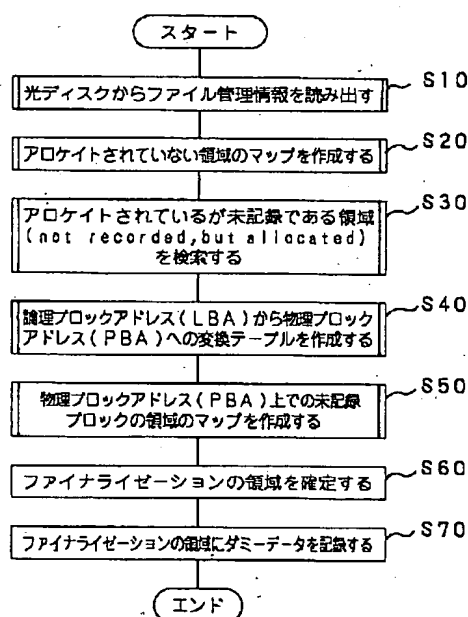 スタート
光ディスクからファイル管理情報を読み出す
S10
アロケイトされていない領域のマップを作成する
S20
アロケイトされているが未記録である領域
(not recorded,but allocated)
を検索する
S30
論理ブロックアドレス(LBA)から物理ブロック
アドレス(PBA)への変換テーブルを作成する
S40
物理ブロックアドレス(PBA)上での未記録
ブロックの領域のマップを作成する
S50
ファイナライゼーションの領域を確定する
S60
ファイナライゼーションの領域にダミーデータを記録する
S70
エンド